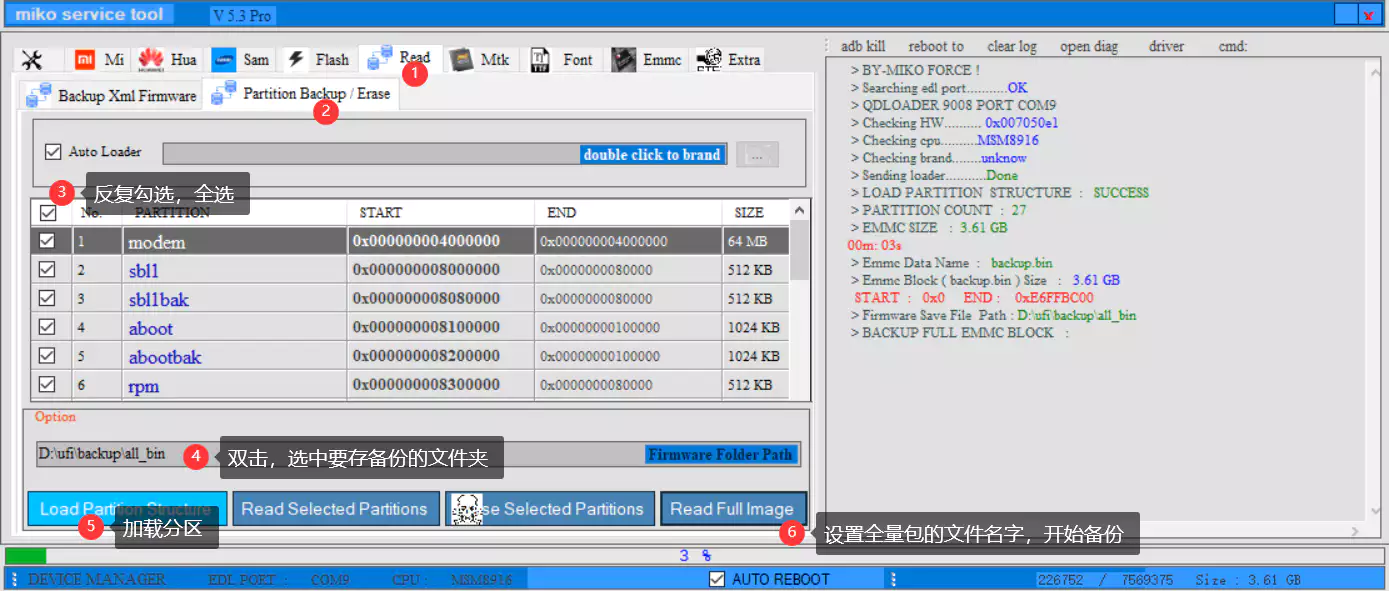 miko service tool V 5.3 Pro x
Mi Hua Sam Flash Read Mtk Font Emmc Extra
1
Backup Xml Firmware Partition Backup / Erase
2
Auto Loader double click to brand ...
3 反复勾选，全选
No. PARTITION START END SIZE
1 modem 0x000000004000000 0x000000004000000 64 MB
2 sbl1 0x000000008000000 0x0000000080000 512 KB
3 sbl1bak 0x000000008080000 0x0000000080000 512 KB
4 aboot 0x000000008100000 0x00000000100000 1024 KB
5 abootbak 0x000000008200000 0x00000000100000 1024 KB
6 rpm 0x000000008300000 0x0000000080000 512 KB
Option
D:\ufi\backup\all_bin Firmware Folder Path
4 双击，选中要存备份的文件夹
Load Partition Structure Read Selected Partitions se Selected Partitions Read Full Image
5 加载分区
6 设置全量包的文件名字，开始备份
adb kill reboot to clear log open diag driver cmd:
> BY-MIKO FORCE !
> Searching edl port...........OK
> QDLOADER 9008 PORT COM9
> Checking HW.......... 0x007050e1
> Checking cpu..........MSM8916
> Checking brand........unknow
> Sending loader...........Done
> LOAD PARTITION STRUCTURE : SUCCESS
> PARTITION COUNT : 27
> EMMC SIZE : 3.61 GB
00m: 03s
> Emmc Data Name : backup.bin
> Emmc Block ( backup.bin ) Size : 3.61 GB
START : 0x0 END : 0xE6FFBC00
> Firmware Save File Path : D:\ufi\backup\all_bin
> BACKUP FULL EMMC BLOCK :
3 %
DEVICE MANAGER EDL PORT : COM9 CPU : MSM8916 AUTO REBOOT 226752 / 7569375 Size : 3.61 GB